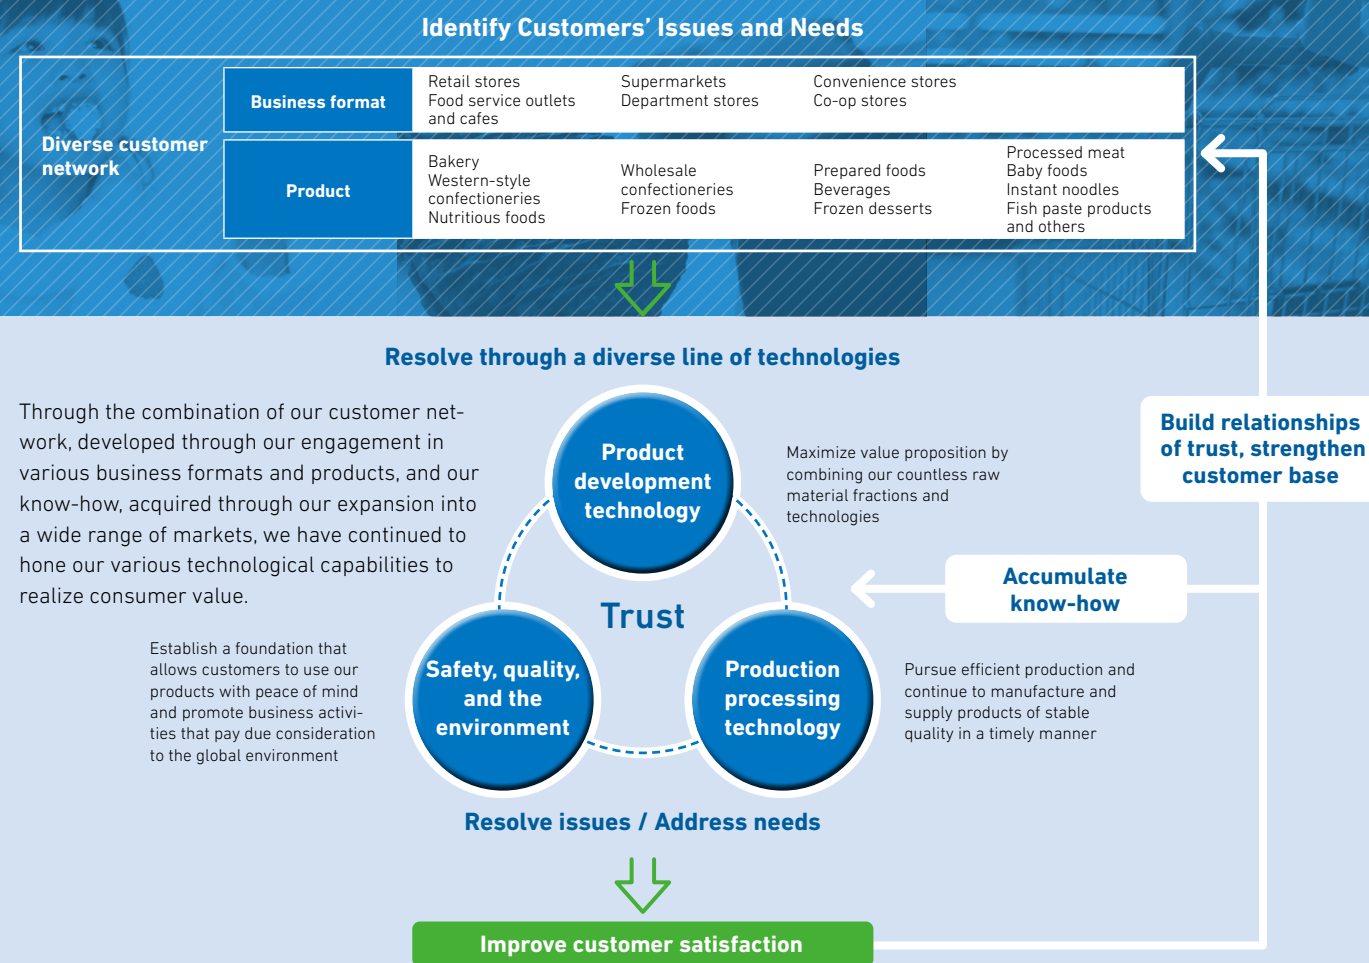 Identify Customers’ Issues and Needs
Diverse customer
network
Business format
Retail stores
Food service outlets
and cafes
Supermarkets
Department stores
Convenience stores
Co-op stores
Product
Bakery
Western-style
confectioneries
Nutritious foods
Wholesale
confectioneries
Frozen foods
Prepared foods
Beverages
Frozen desserts
Processed meat
Baby foods
Instant noodles
Fish paste products
and others
Resolve through a diverse line of technologies
Through the combination of our customer net-
work, developed through our engagement in
various business formats and products, and our
know-how, acquired through our expansion into
a wide range of markets, we have continued to
hone our various technological capabilities to
realize consumer value.
Product
development
technology
Maximize value proposition by
combining our countless raw
material fractions and
technologies
Build relationships
of trust, strengthen
customer base
Accumulate
know-how
Trust
Establish a foundation that
allows customers to use our
products with peace of mind
and promote business activi-
ties that pay due consideration
to the global environment
Safety, quality,
and the
environment
Production
processing
technology
Pursue efficient production and
continue to manufacture and
supply products of stable
quality in a timely manner
Resolve issues / Address needs
Improve customer satisfaction